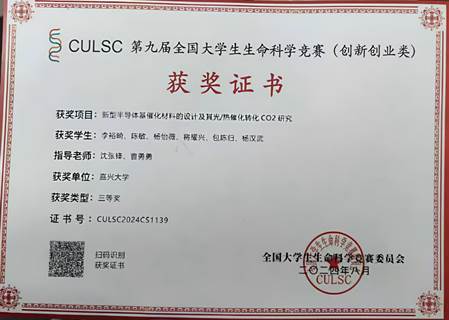 CULSC 第九届全国大学生生命科学竞赛（创新创业类）
获奖证书
获奖项目：新型半导体基催化材料的设计及其光/热催化转化CO2研究
获奖学生：李裕崎、陈敏、杨怡薇、蒋耀兴、包陈归、杨汉武
指导老师：沈张锋、曹勇勇
获奖单位：嘉兴大学
获奖类型：三等奖
证 书 号：CULSC2024CS1139
扫码识别
获奖证书
全国大学生生命科学竞赛委员会
二〇二四年八月
CULSC